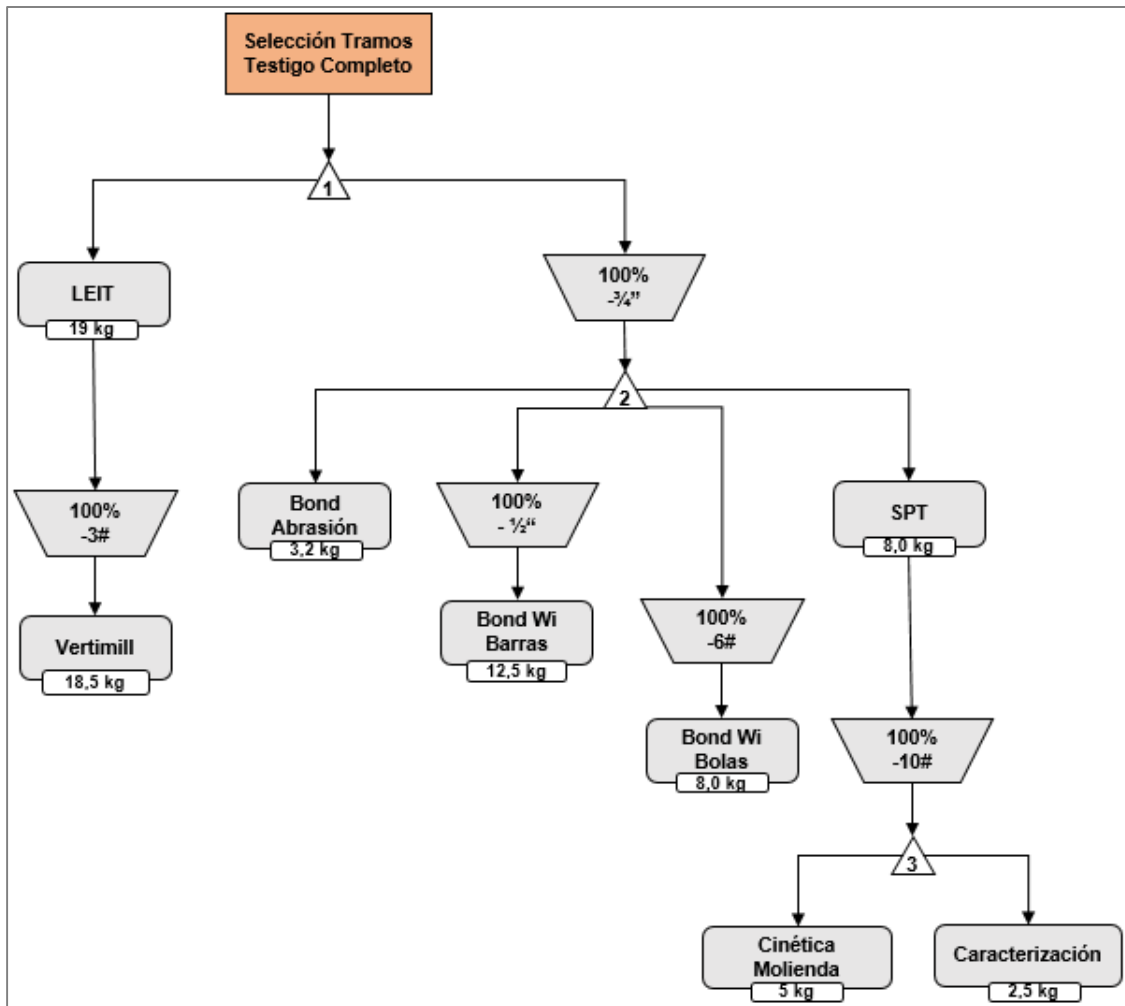 Selección Tramos
Testigo Completo
1
LEIT
19 kg
100%
-¾”
2
100%
-3#
Bond
Abrasión
3,2 kg
100%
- ½“
SPT
8,0 kg
Vertimill
18,5 kg
Bond Wi
Barras
12,5 kg
100%
-6#
Bond Wi
Bolas
8,0 kg
100%
-10#
3
Cinética
Molienda
5 kg
Caracterización
2,5 kg